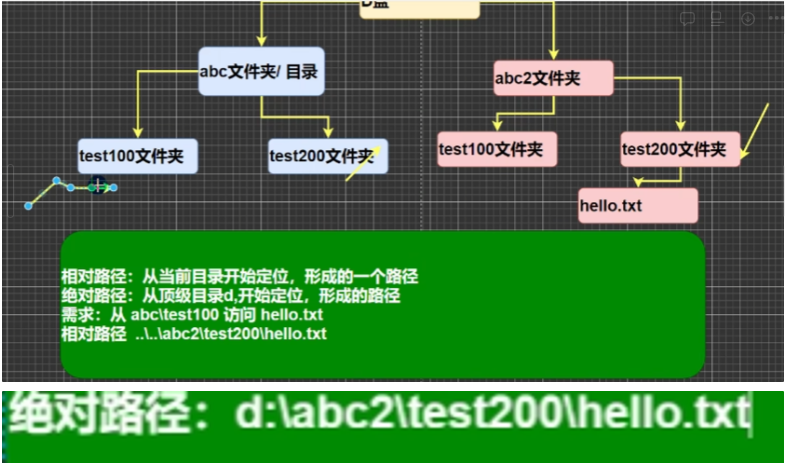 D盘
abc文件夹/ 目录
abc2文件夹
test100文件夹
test200文件夹
test100文件夹
test200文件夹
hello.txt
相对路径：从当前目录开始定位，形成的一个路径
绝对路径：从顶级目录d,开始定位，形成的路径
需求：从 abc\test100 访问 hello.txt
相对路径 ..\..\abc2\test200\hello.txt
绝对路径：d:\abc2\test200\hello.txt